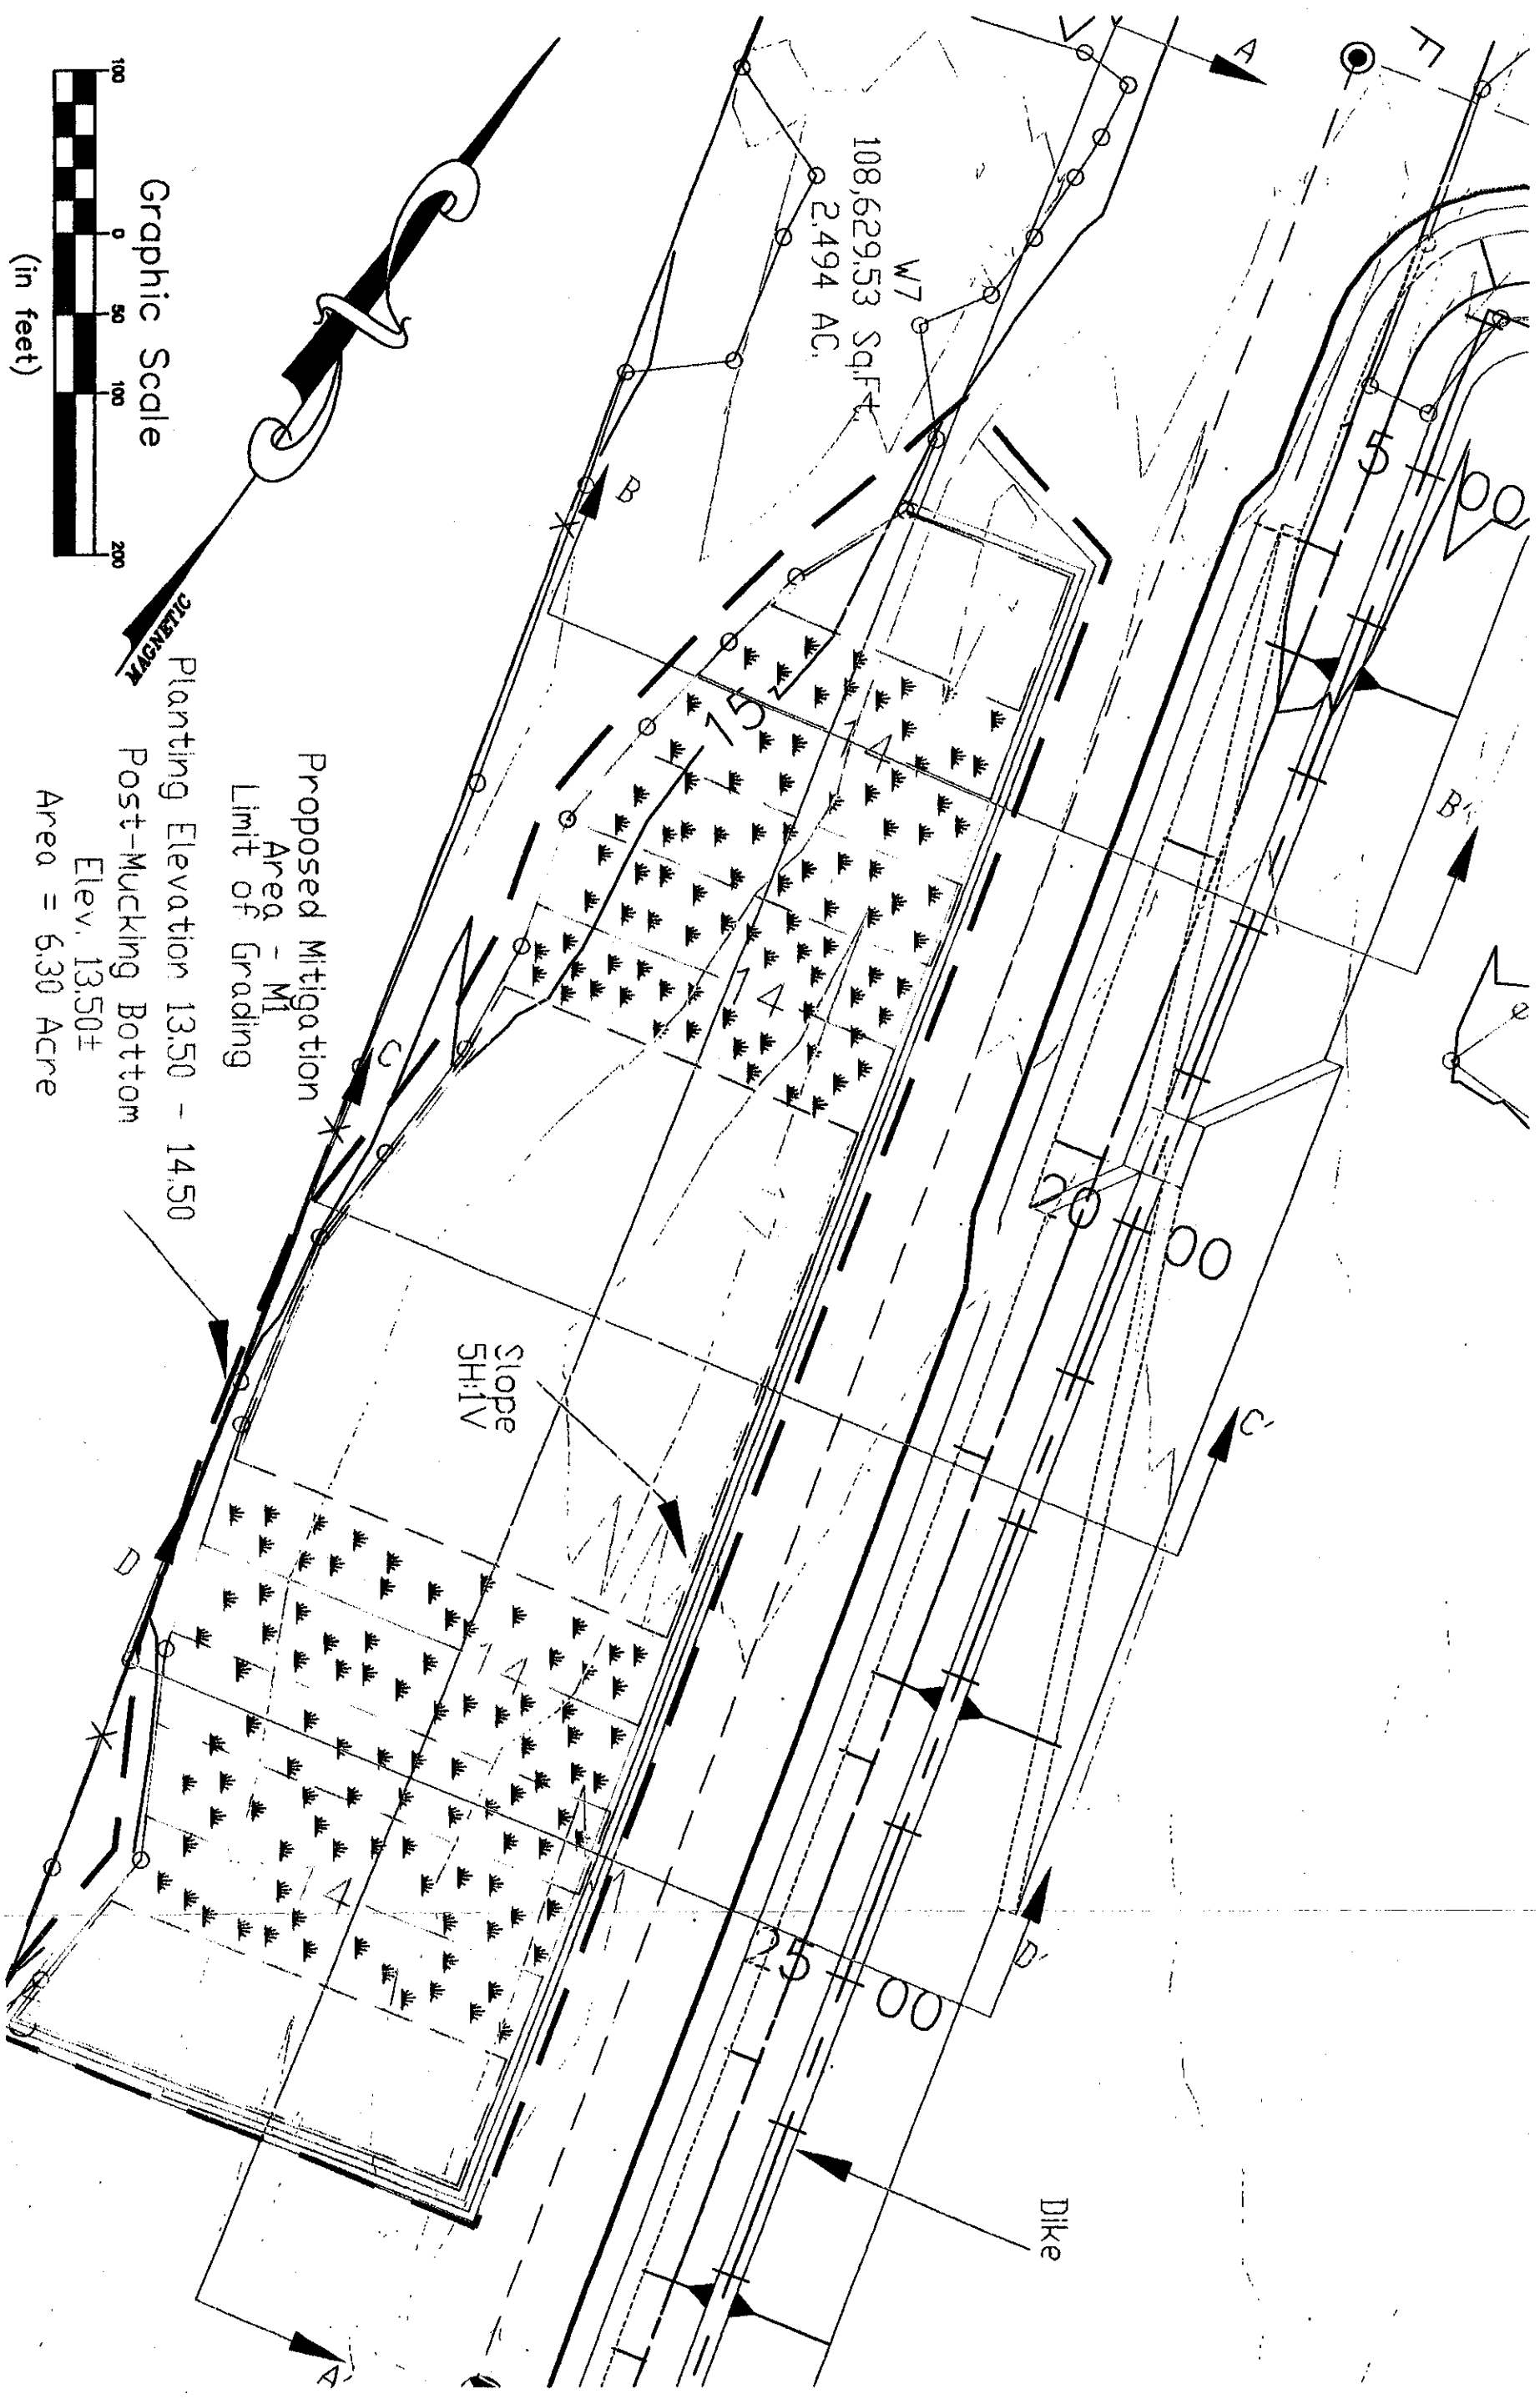 F
A
W7
108,629.53 Sq.Ft.
2.494 AC.
15+00
B
B'
15
14
14
20+00
C
C'
Slope
5H:1V
D
D'
14
14
25+00
Dike
A'
Proposed Mitigation
Area - M1
Limit of Grading
Planting Elevation 13.50 - 14.50
Post-Mucking Bottom
Elev. 13.50±
Area = 6.30 Acre
MAGNETIC
Graphic Scale
100 0 50 100 200
(in feet)